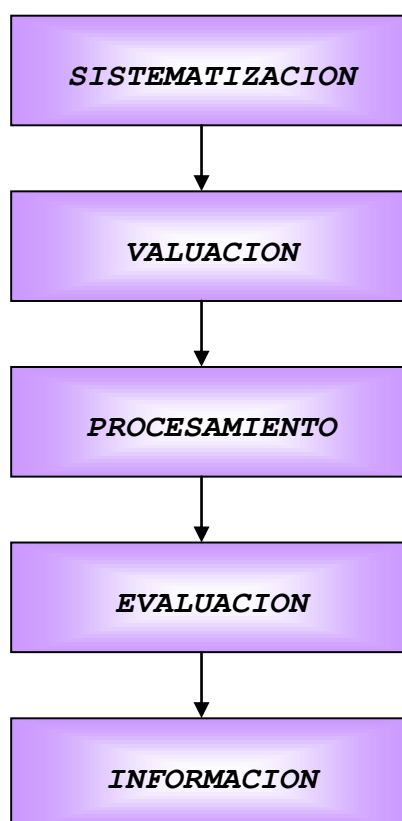 SISTEMATIZACION
VALUACION
PROCESAMIENTO
EVALUACION
INFORMACION